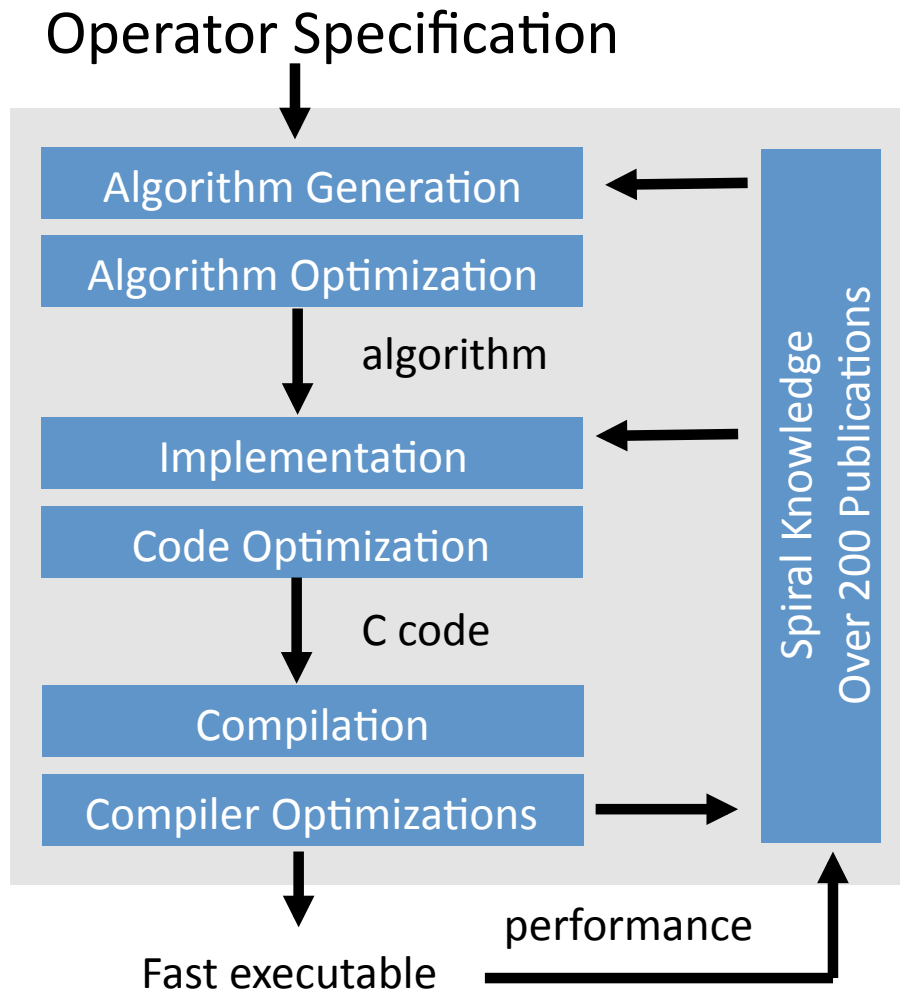 Operator Specification
Algorithm Generation
Algorithm Optimization
algorithm
Implementation
Code Optimization
C code
Compilation
Compiler Optimizations
Spiral Knowledge
Over 200 Publications
performance
Fast executable